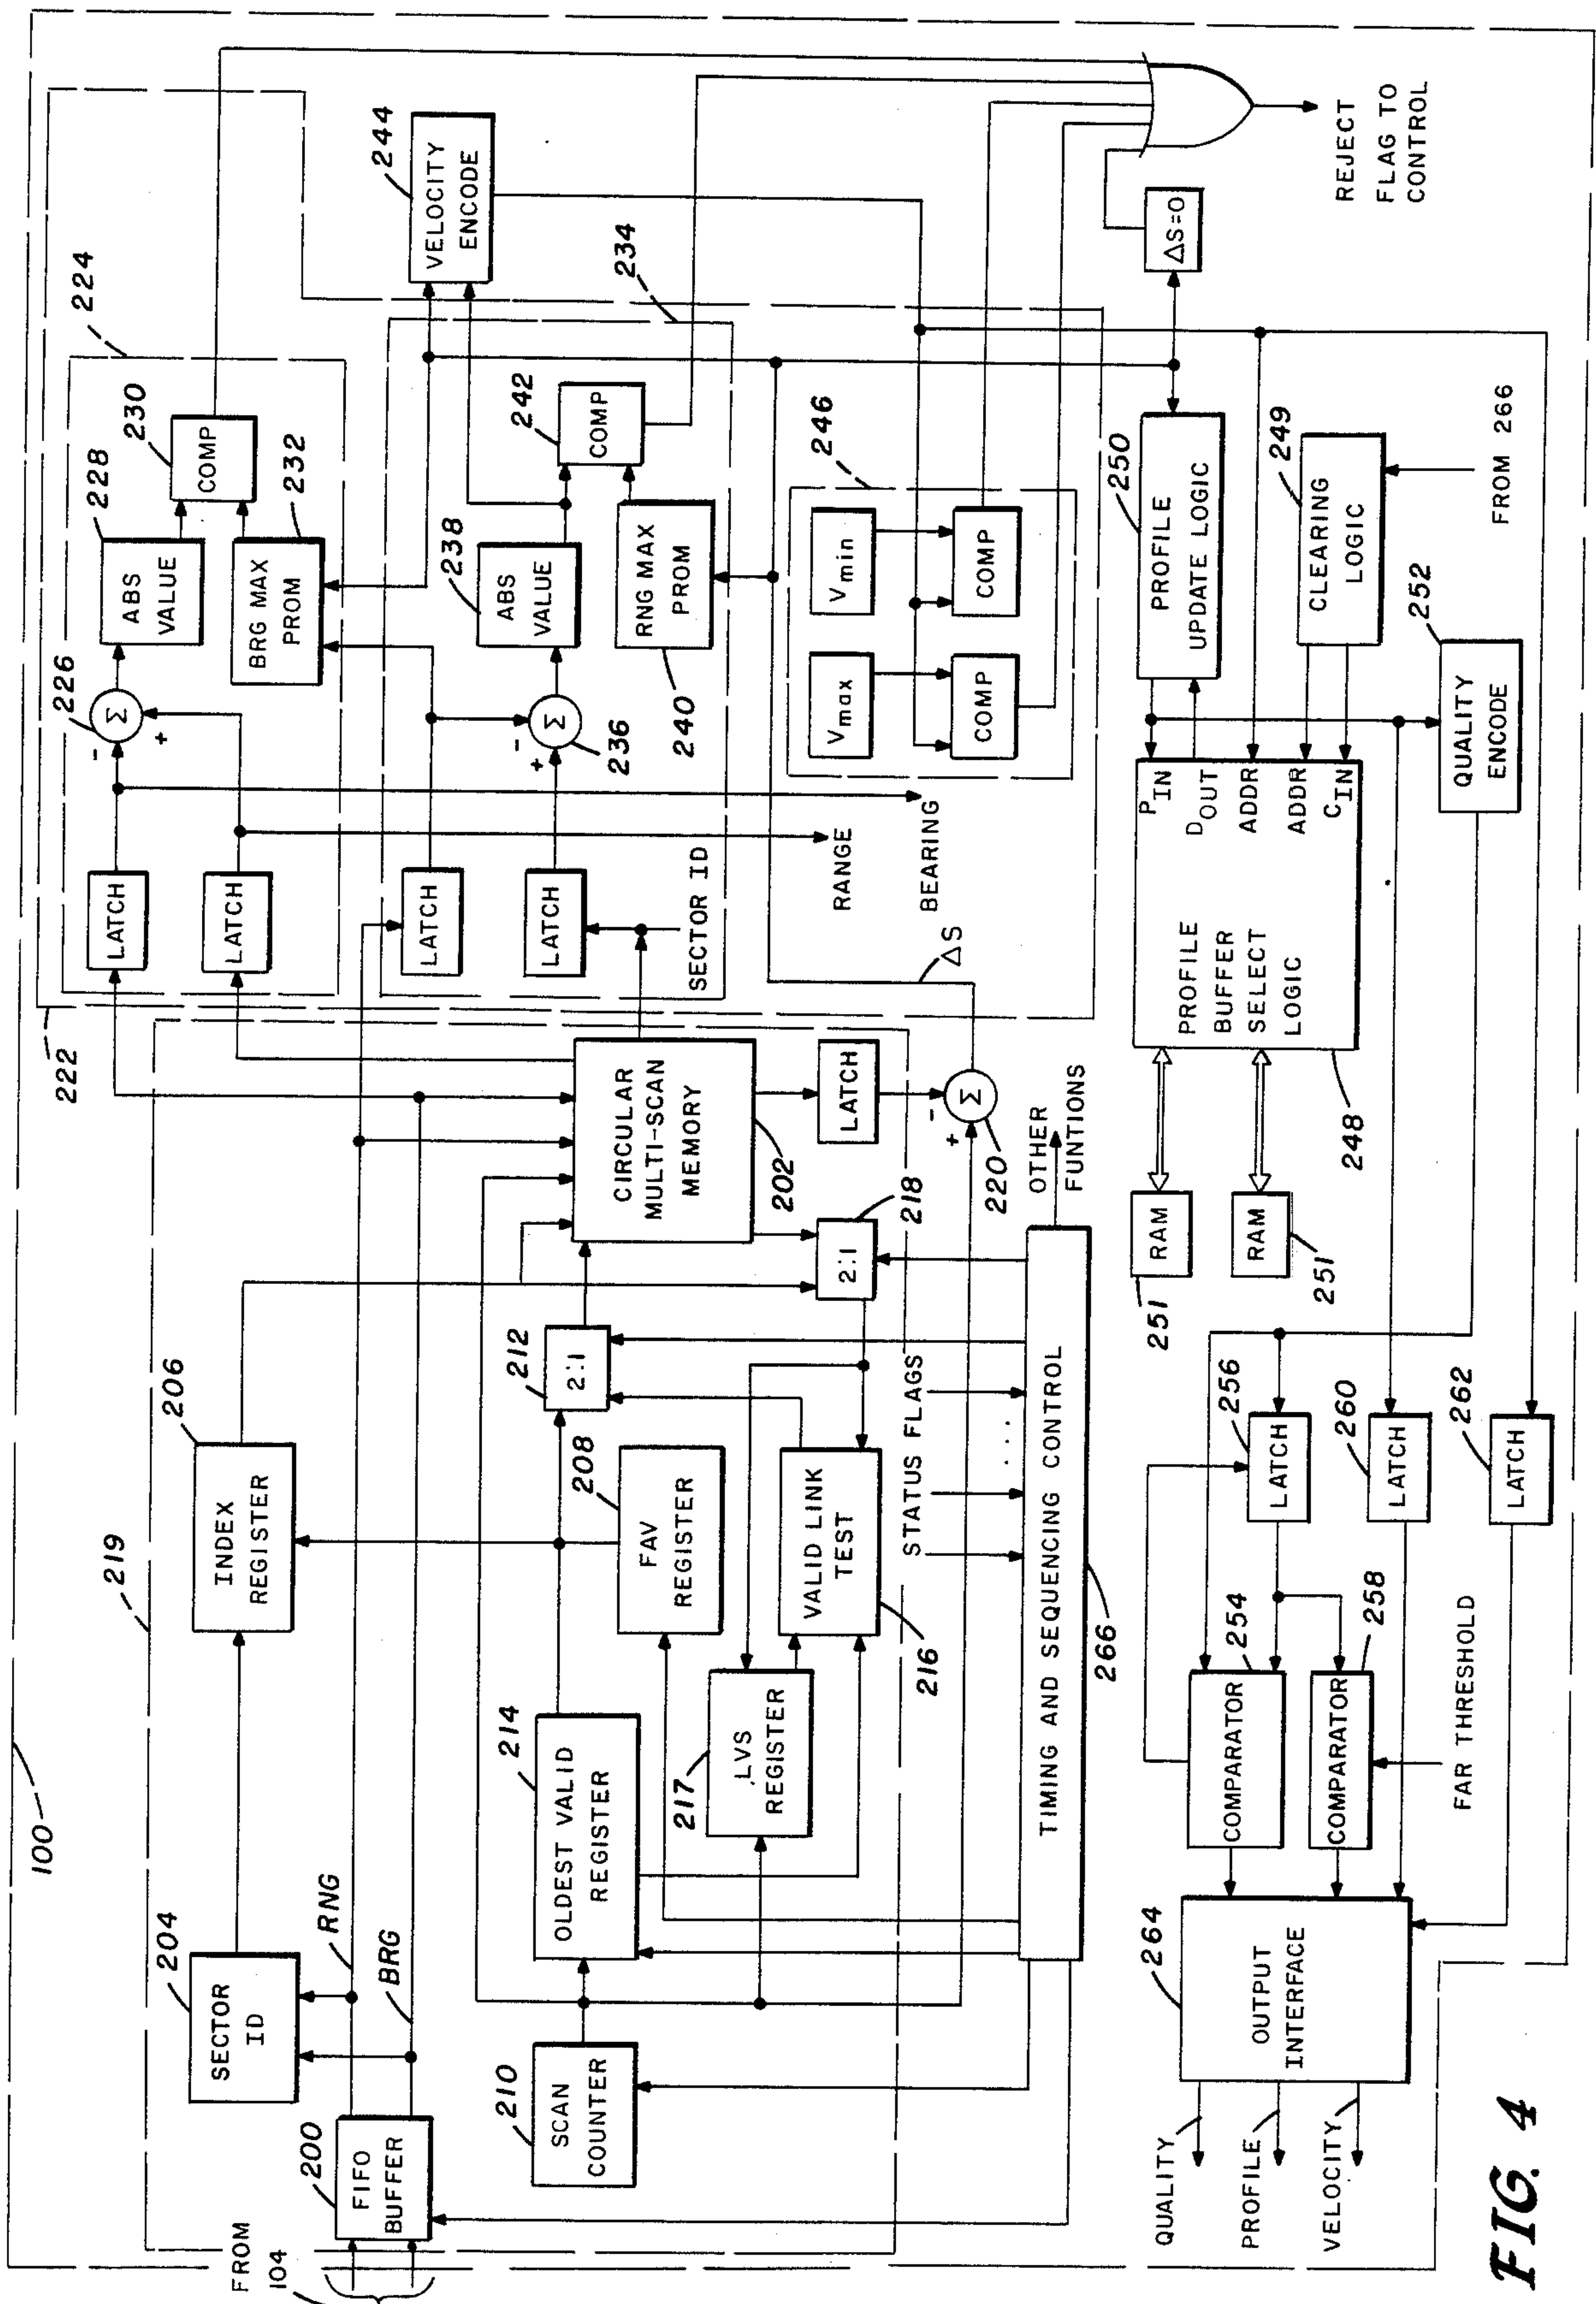 100
219
222
224
204
SECTOR
ID
206
INDEX
REGISTER
226
Σ
-
+
228
ABS
VALUE
230
COMP
232
BRG MAX
PROM
LATCH
LATCH
244
VELOCITY
ENCODE
FROM
104
200
FIFO
BUFFER
RNG
BRG
210
SCAN
COUNTER
214
OLDEST VALID
REGISTER
208
FAV
REGISTER
212
2:1
217
LVS
REGISTER
VALID LINK
TEST
216
CIRCULAR
MULTI-SCAN
MEMORY
202
218
2:1
LATCH
Σ
-
+
220
ΔS
LATCH
LATCH
SECTOR ID
Σ
-
+
236
238
ABS
VALUE
RNG MAX
PROM
240
242
COMP
234
246
Vmax
Vmin
COMP
COMP
RANGE
BEARING
STATUS FLAGS
....
TIMING AND SEQUENCING CONTROL
266
OTHER
FUNTIONS
ΔS=0
REJECT
FLAG TO
CONTROL
RAM
251
RAM
251
PROFILE
BUFFER
SELECT
LOGIC
PIN
DOUT
ADDR
ADDR
CIN
248
250
PROFILE
UPDATE LOGIC
249
CLEARING
LOGIC
FROM 266
252
QUALITY
ENCODE
QUALITY
PROFILE
VELOCITY
264
OUTPUT
INTERFACE
COMPARATOR
254
COMPARATOR
258
FAR THRESHOLD
256
LATCH
260
LATCH
262
LATCH
FIG. 4